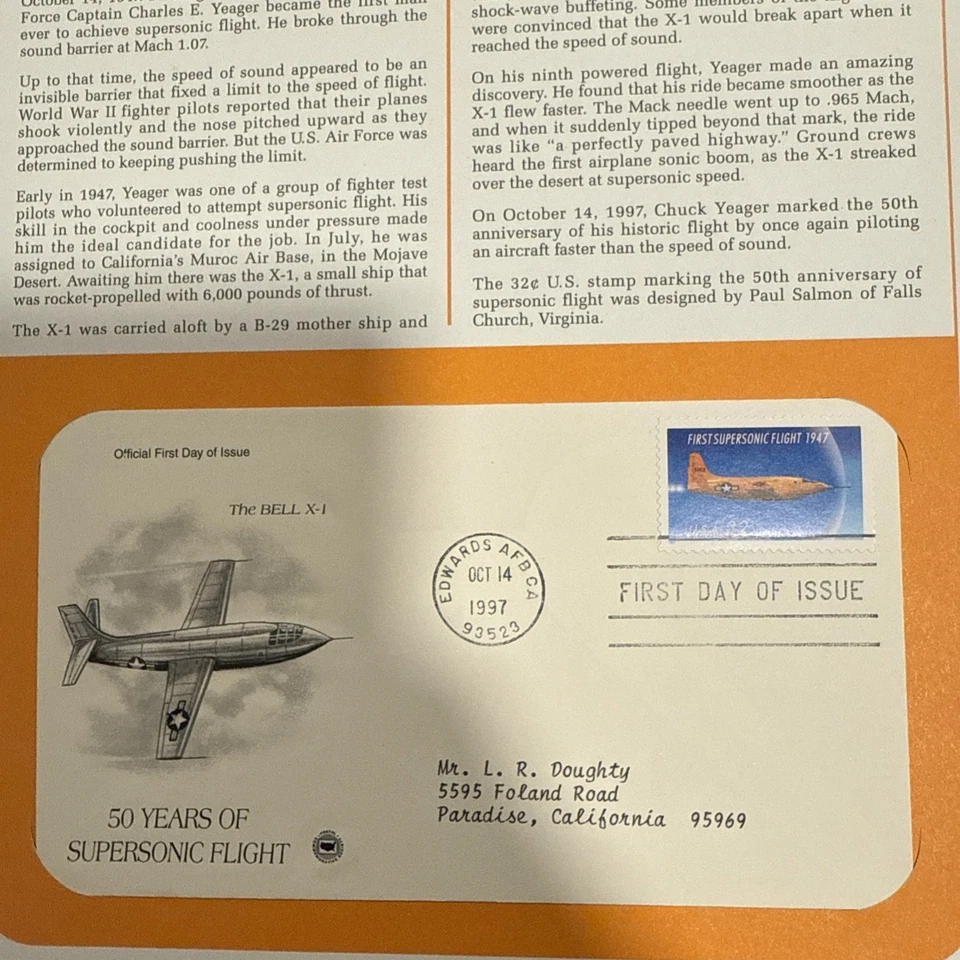 October 14, 
Force Captain Charles E. Yeager became the first man
ever to achieve supersonic flight. He broke through the
sound barrier at Mach 1.07.
Up to that time, the speed of sound appeared to be an
invisible barrier that fixed a limit to the speed of flight.
World War II fighter pilots reported that their planes
shook violently and the nose pitched upward as they
approached the sound barrier. But the U.S. Air Force was
determined to keeping pushing the limit.
Early in 1947, Yeager was one of a group of fighter test
pilots who volunteered to attempt supersonic flight. His
skill in the cockpit and coolness under pressure made
him the ideal candidate for the job. In July, he was
assigned to California's Muroc Air Base, in the Mojave
Desert. Awaiting him there was the X-1, a small ship that
was rocket-propelled with 6,000 pounds of thrust.
The X-1 was carried aloft by a B-29 mother ship and
shock-wave buffeting. Some members of the
were convinced that the X-1 would break apart when it
reached the speed of sound.
On his ninth powered flight, Yeager made an amazing
discovery. He found that his ride became smoother as the
X-1 flew faster. The Mack needle went up to .965 Mach,
and when it suddenly tipped beyond that mark, the ride
was like "a perfectly paved highway." Ground crews
heard the first airplane sonic boom, as the X-1 streaked
over the desert at supersonic speed.
On October 14, 1997, Chuck Yeager marked the 50th
anniversary of his historic flight by once again piloting
an aircraft faster than the speed of sound.
The 32¢ U.S. stamp marking the 50th anniversary of
supersonic flight was designed by Paul Salmon of Falls
Church, Virginia.
Official First Day of Issue
The BELL X-1
50 YEARS OF
SUPERSONIC FLIGHT
EDWARDS AFB CA
OCT 14
1997
93523
FIRST SUPERSONIC FLIGHT 1947
USA 32
FIRST DAY OF ISSUE
Mr. L. R. Doughty
5595 Foland Road
Paradise, California 95969